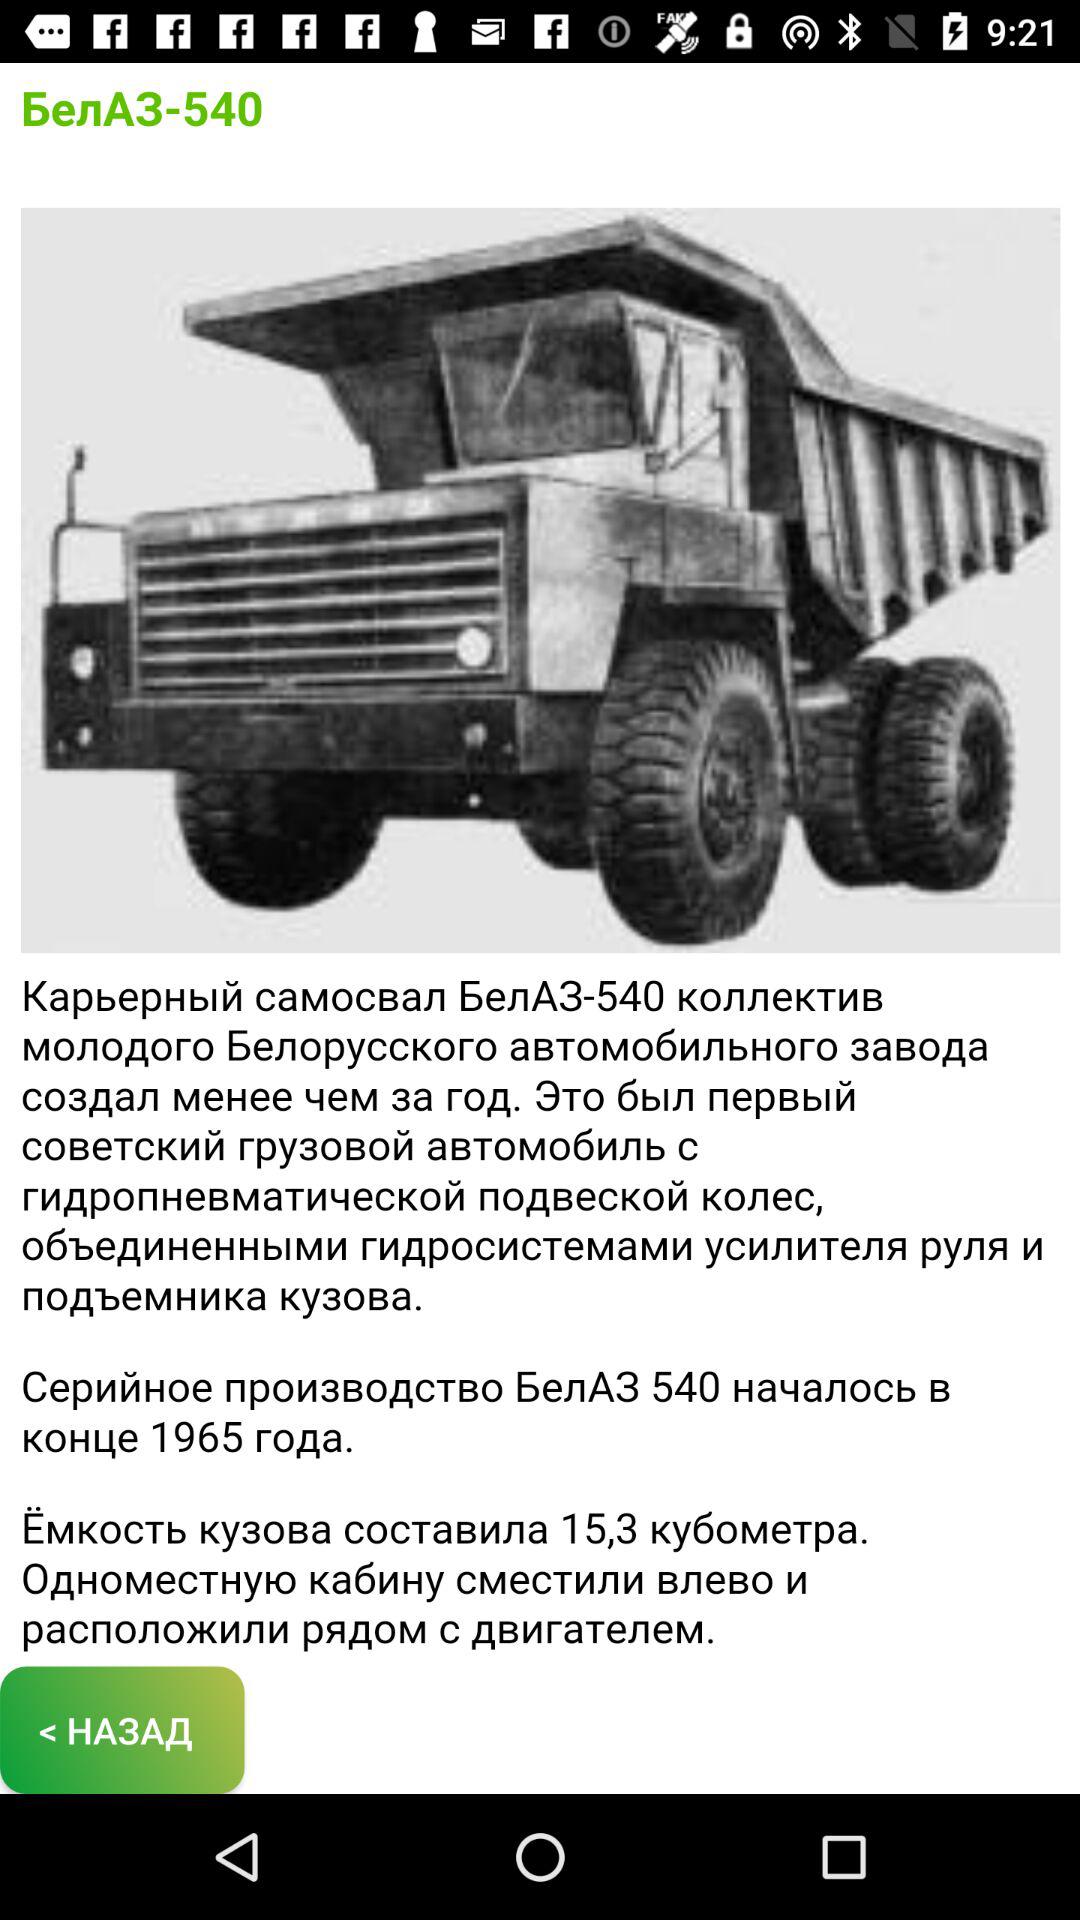 FAKE
9:21
БелАЗ-540
Карьерный самосвал БелАЗ-540 коллектив
молодого Белорусского автомобильного завода
создал менее чем за год. Это был первый
советский грузовой автомобиль с
гидропневматической подвеской колес,
объединенными гидросистемами усилителя руля и
подъемника кузова.
Серийное производство БелАЗ 540 началось в
конце 1965 года.
Ёмкость кузова составила 15,3 кубометра.
Одноместную кабину сместили влево и
расположили рядом с двигателем.
< НАЗАД